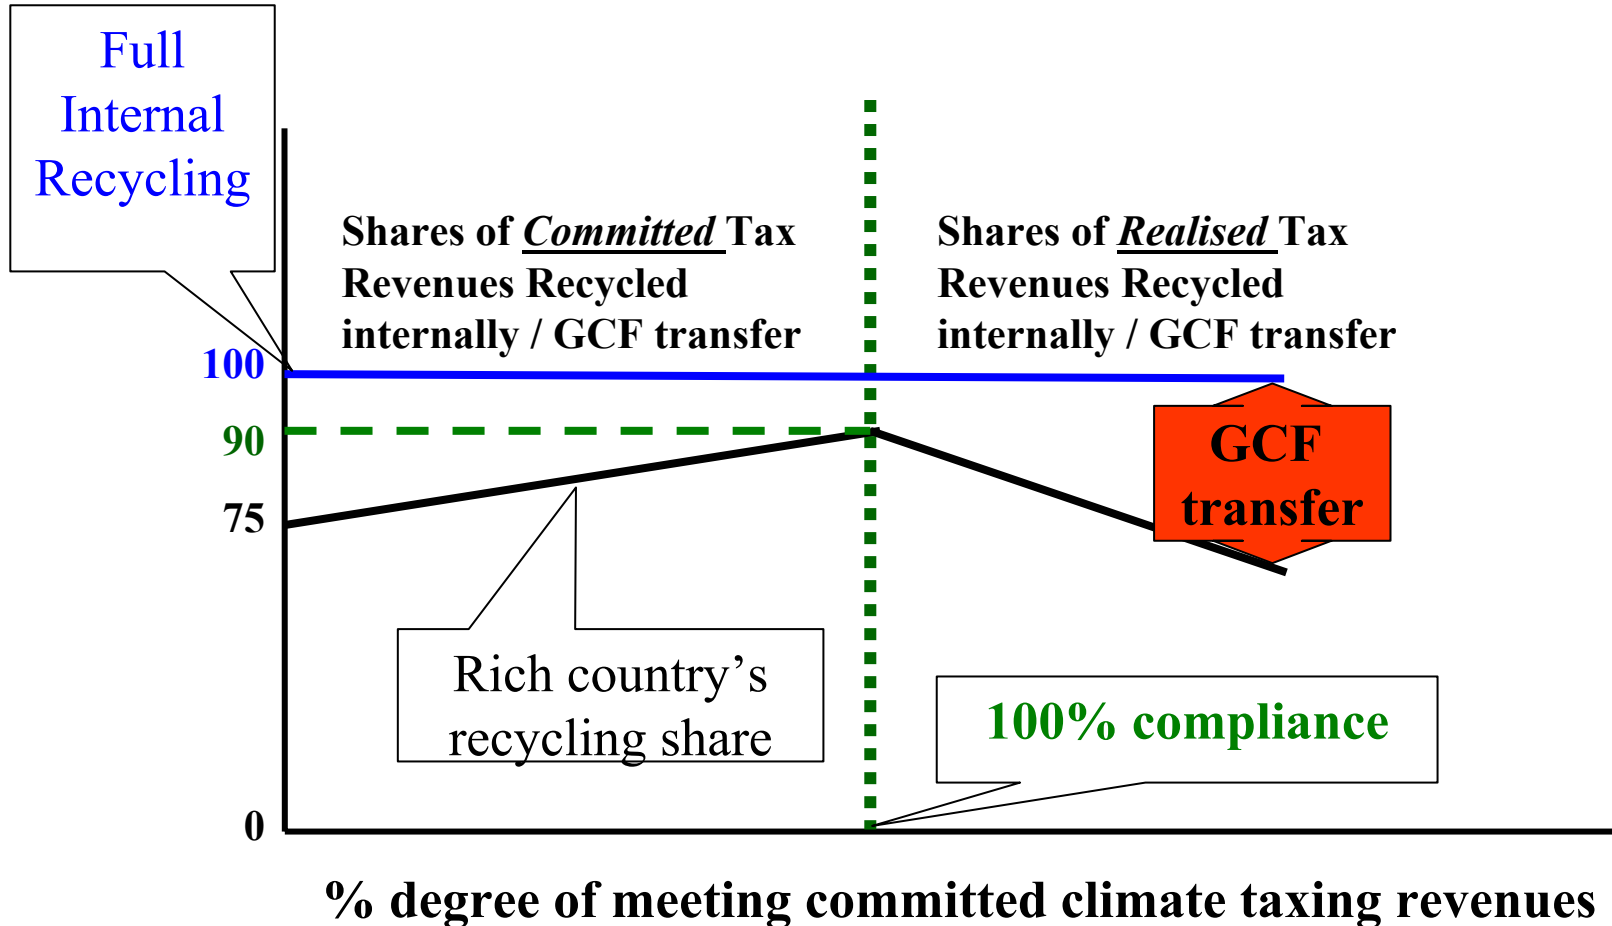 Full
Internal
Recycling
Shares of Committed Tax
Revenues Recycled
internally / GCF transfer
Shares of Realised Tax
Revenues Recycled
internally / GCF transfer
100
90
75
0
GCF
transfer
Rich country’s
recycling share
100% compliance
% degree of meeting committed climate taxing revenues